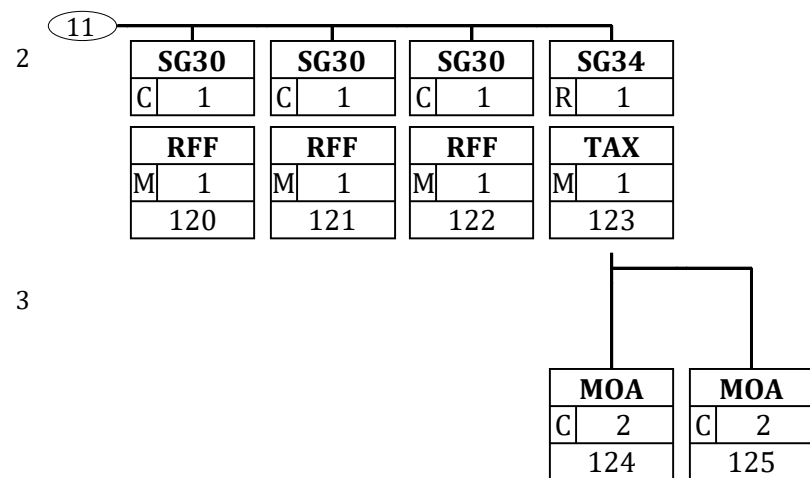 11
2
SG30 SG30 SG30 SG34
C 1 C 1 C 1 R 1
RFF RFF RFF TAX
M 1 M 1 M 1 M 1
120 121 122 123
3
MOA MOA
C 2 C 2
124 125